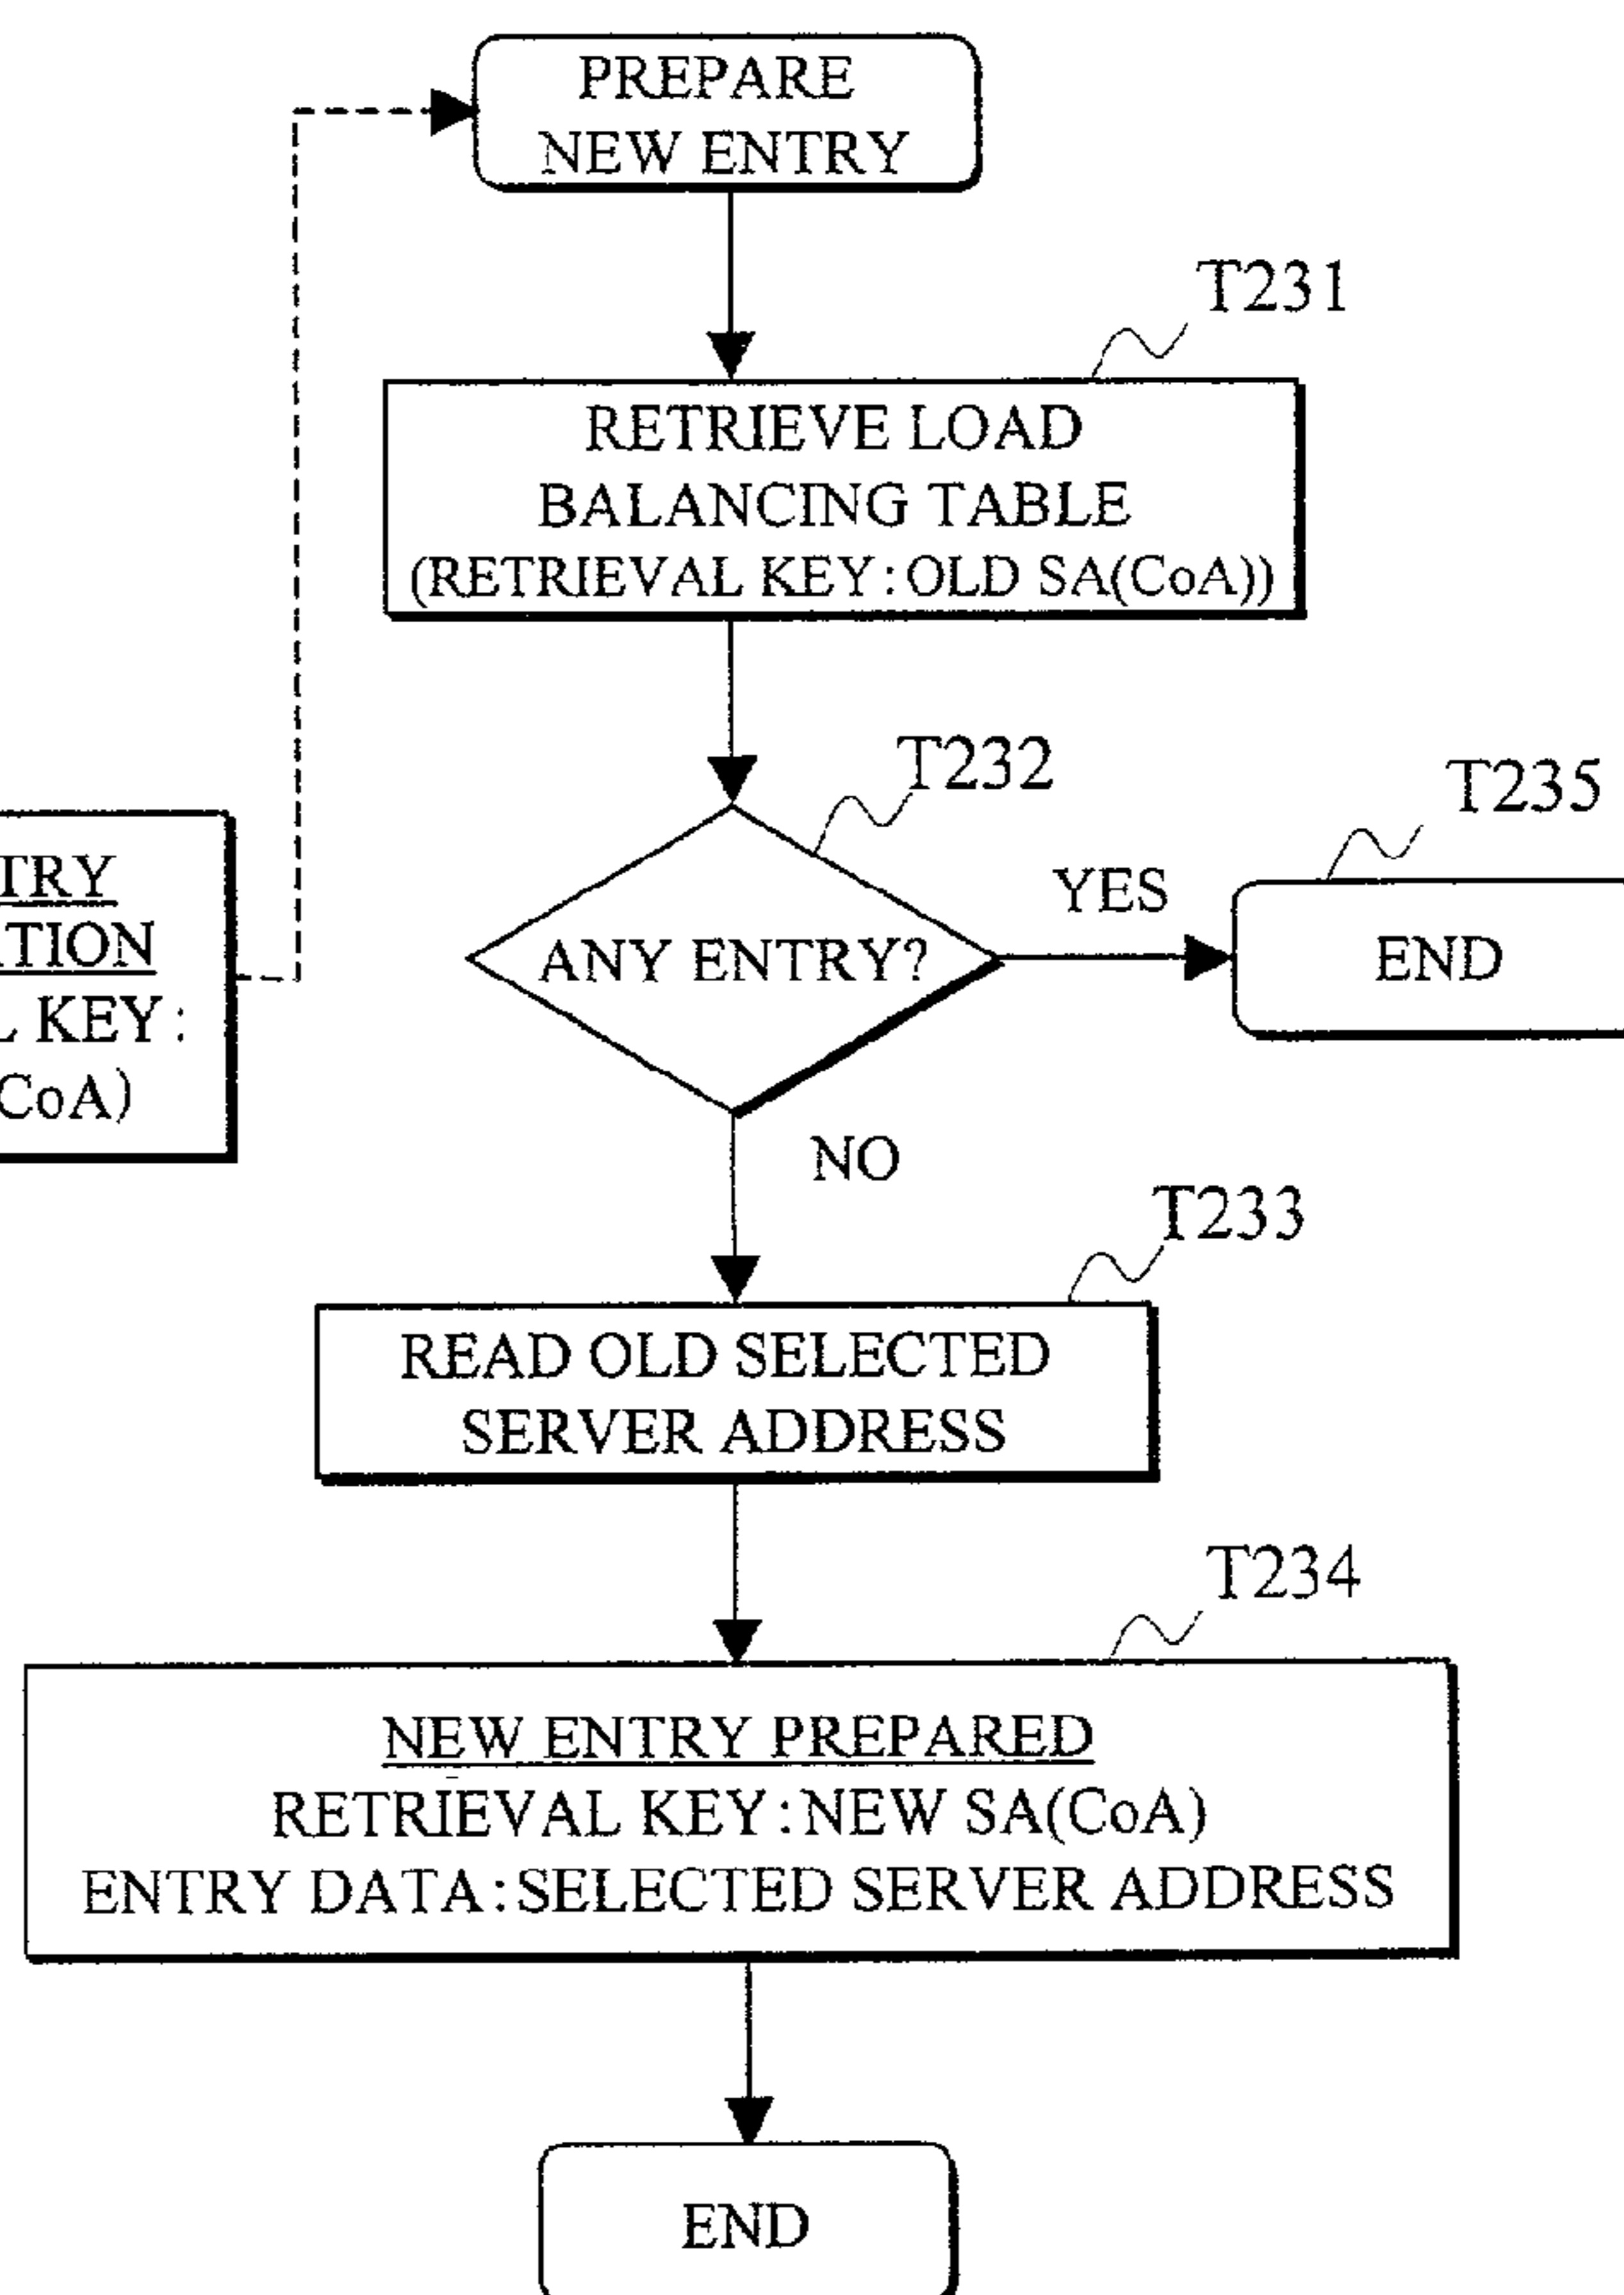 PREPARE
NEW ENTRY
T231
RETRIEVE LOAD
BALANCING TABLE
(RETRIEVAL KEY:OLD SA(CoA))
T232
T235
YES
ANY ENTRY?
END
KEY:
CoA)
NO
T233
READ OLD SELECTED
SERVER ADDRESS
T234
NEW ENTRY PREPARED
RETRIEVAL KEY:NEW SA(CoA)
ENTRY DATA:SELECTED SERVER ADDRESS
END